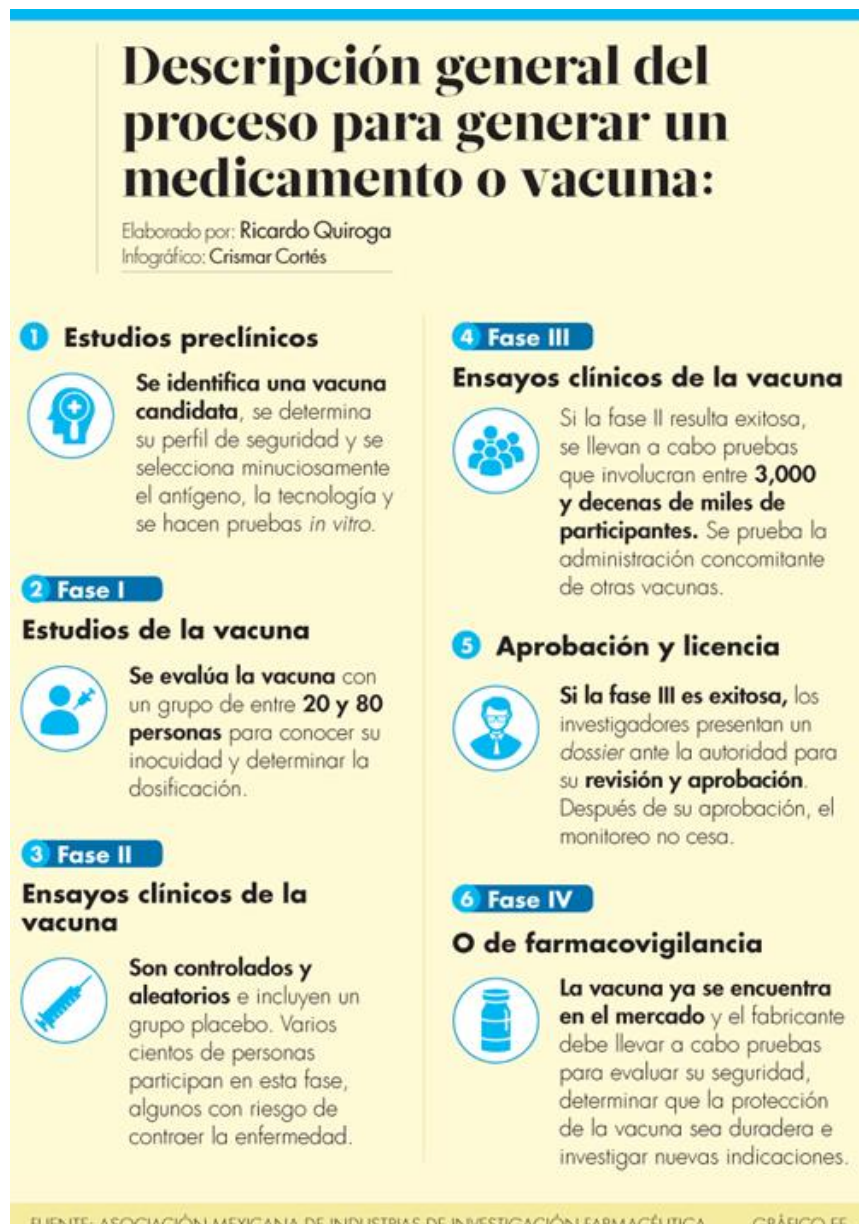 Descripción general del
proceso para generar un
medicamento o vacuna:
Elaborado por: Ricardo Quiroga
Infográfico: Crismar Cortés
1 Estudios preclínicos
Se identifica una vacuna
candidata, se determina
su perfil de seguridad y se
selecciona minuciosamente
el antígeno, la tecnología y
se hacen pruebas in vitro.
2 Fase I
Estudios de la vacuna
Se evalúa la vacuna con
un grupo de entre 20 y 80
personas para conocer su
inocuidad y determinar la
dosificación.
3 Fase II
Ensayos clínicos de la
vacuna
Son controlados y
aleatorios e incluyen un
grupo placebo. Varios
cientos de personas
participan en esta fase,
algunos con riesgo de
contraer la enfermedad.
4 Fase III
Ensayos clínicos de la vacuna
Si la fase II resulta exitosa,
se llevan a cabo pruebas
que involucran entre 3,000
y decenas de miles de
participantes. Se prueba la
administración concomitante
de otras vacunas.
5 Aprobación y licencia
Si la fase III es exitosa, los
investigadores presentan un
dossier ante la autoridad para
su revisión y aprobación.
Después de su aprobación, el
monitoreo no cesa.
6 Fase IV
O de farmacovigilancia
La vacuna ya se encuentra
en el mercado y el fabricante
debe llevar a cabo pruebas
para evaluar su seguridad,
determinar que la protección
de la vacuna sea duradera e
investigar nuevas indicaciones.
FUENTE: ASOCIACIÓN MEXICANA DE INDUSTRIAS DE INVESTIGACIÓN FARMACÉUTICA GRÁFICO EE